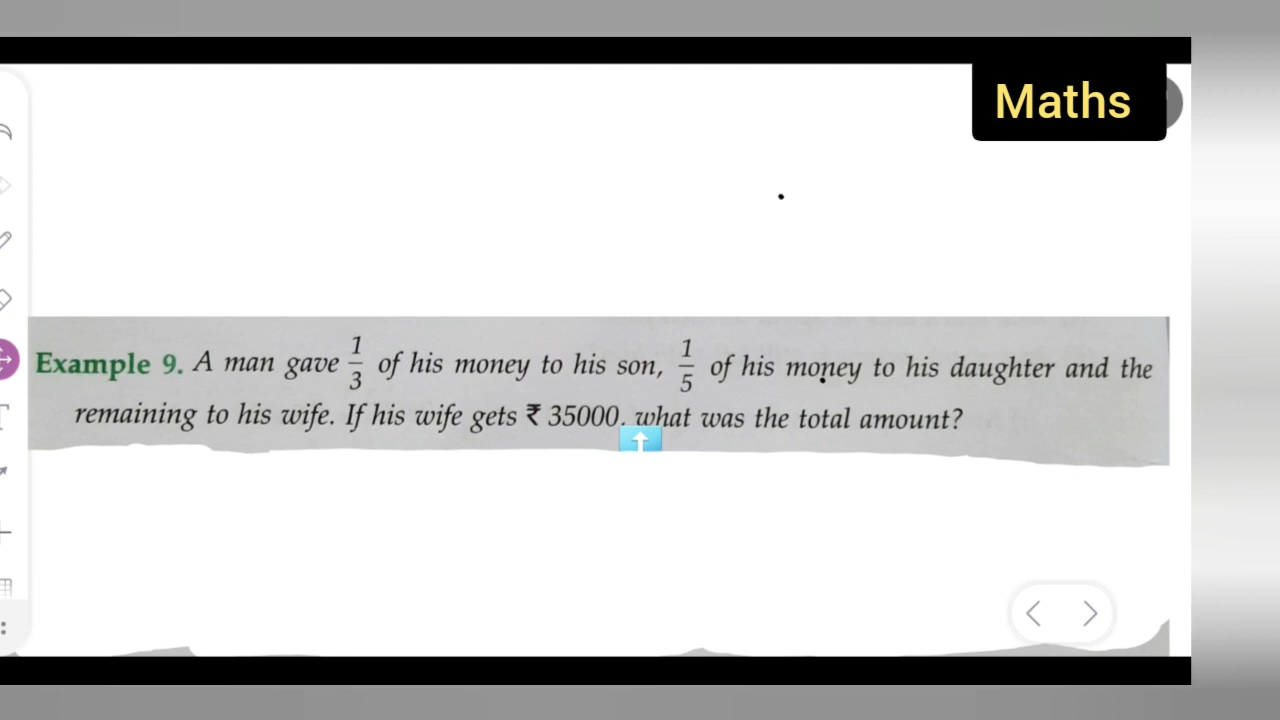 Maths
Example 9. A man gave 1/3 of his money to his son, 1/5 of his money to his daughter and the
remaining to his wife. If his wife gets ₹ 35000, what was the total amount?